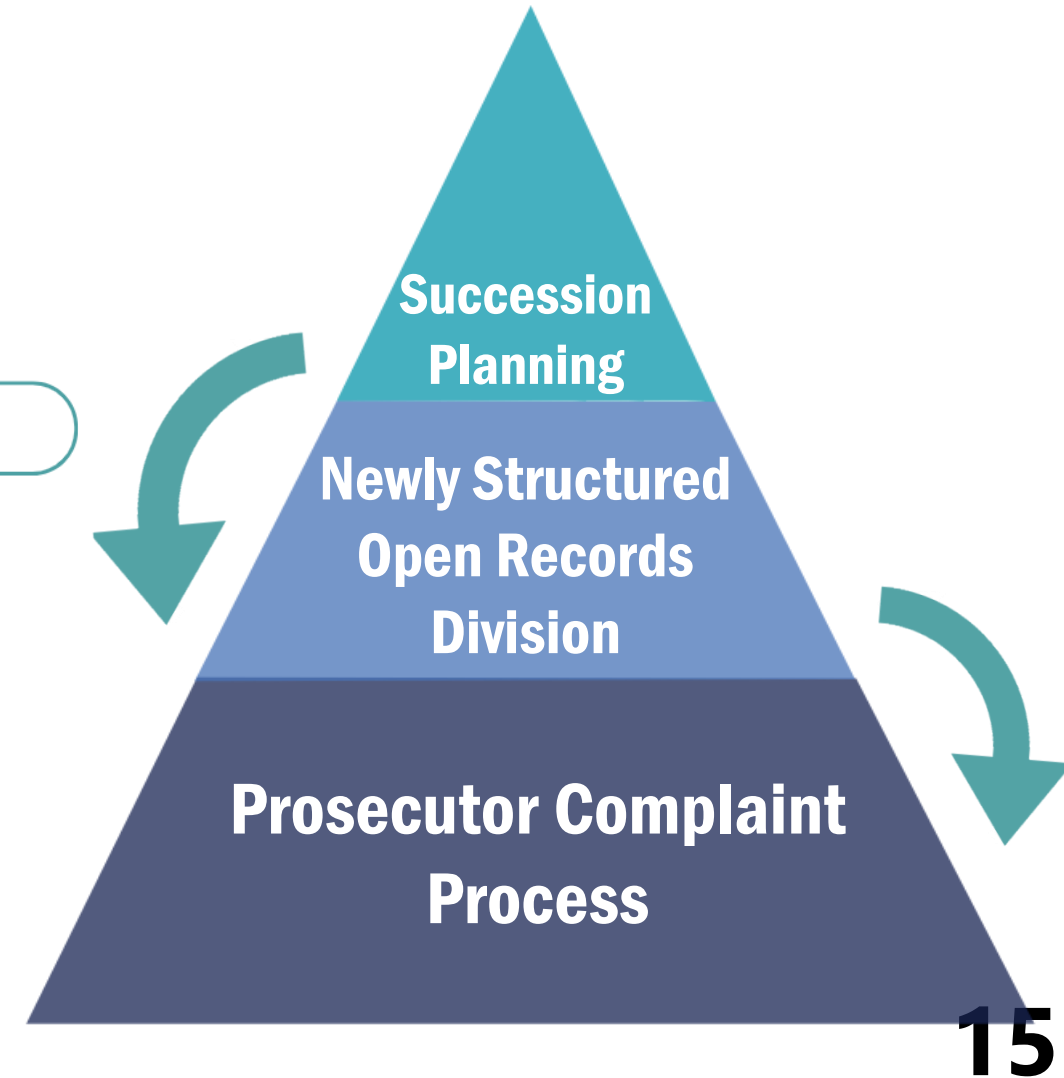 Succession
Planning
Newly Structured
Open Records
Division
Prosecutor Complaint
Process
15